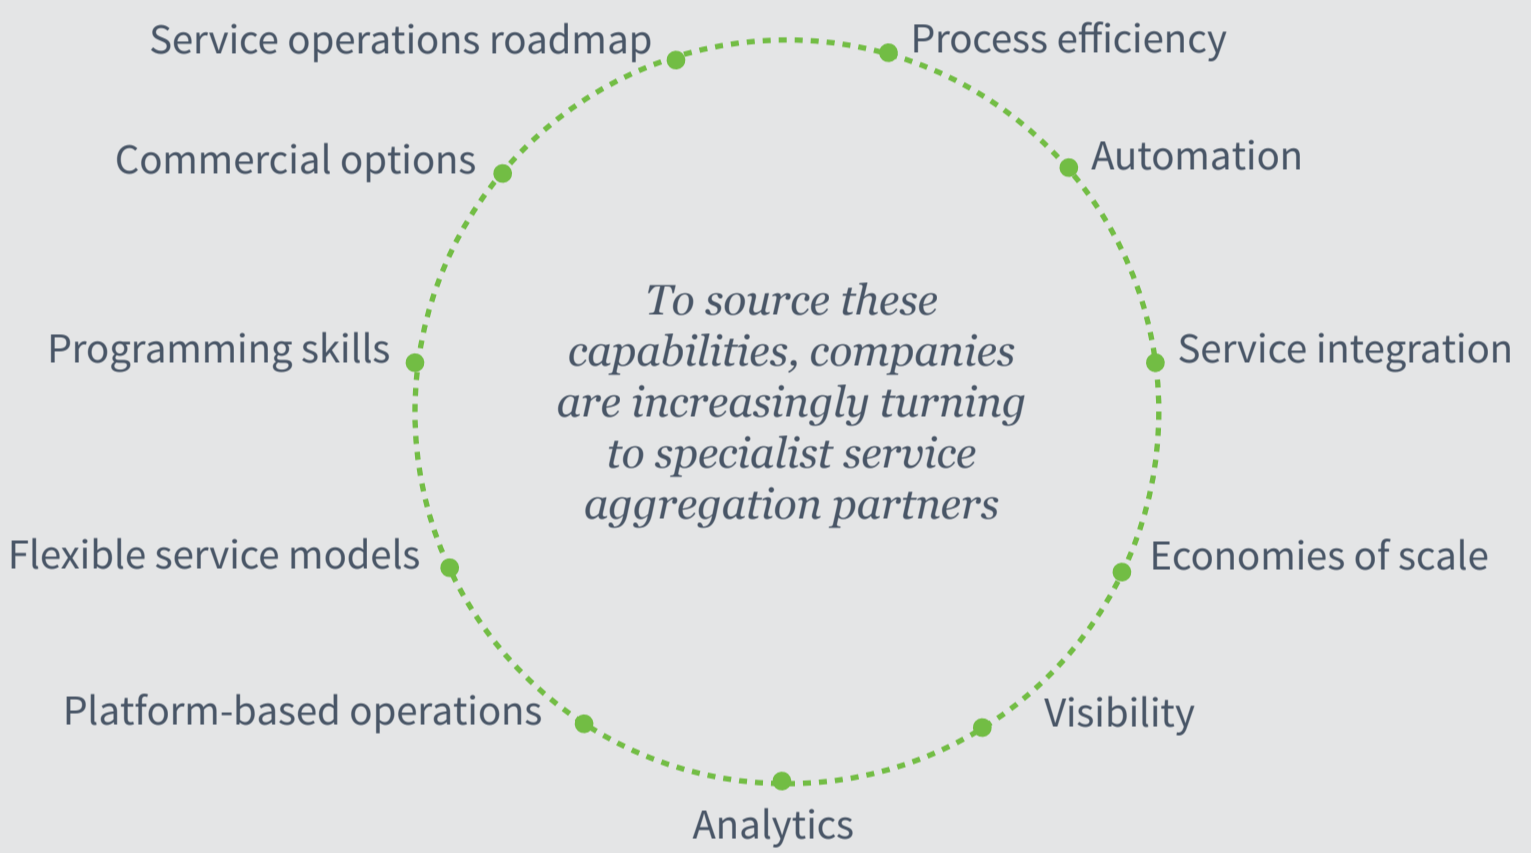 Service operations roadmap
Process efficiency
Commercial options
Automation
Programming skills
Service integration
To source these
capabilities, companies
are increasingly turning
to specialist service
aggregation partners
Flexible service models
Economies of scale
Platform-based operations
Visibility
Analytics